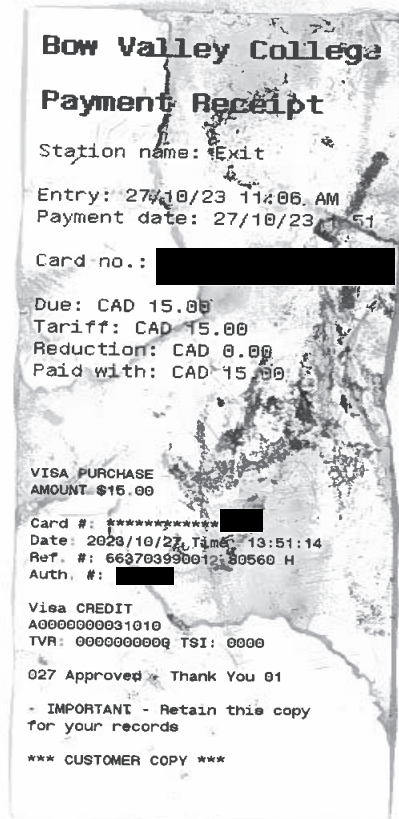 Bow Valley College
Payment Receipt
Station name: Exit
Entry: 27/10/23 11:06 AM
Payment date: 27/10/23
Card no.:
Due: CAD 15.00
Tariff: CAD 15.00
Reduction: CAD 0.00
Paid with: CAD 15.00
VISA PURCHASE
AMOUNT $15.00
Card #: ************
Date: 2023/10/27 Time: 13:51:14
Ref. #: 663703990012 80560 H
Auth. #:
Visa CREDIT
A0000000031010
TVR: 0000000000 TSI: 0000
027 Approved - Thank You 01
- IMPORTANT - Retain this copy
for your records
*** CUSTOMER COPY ***